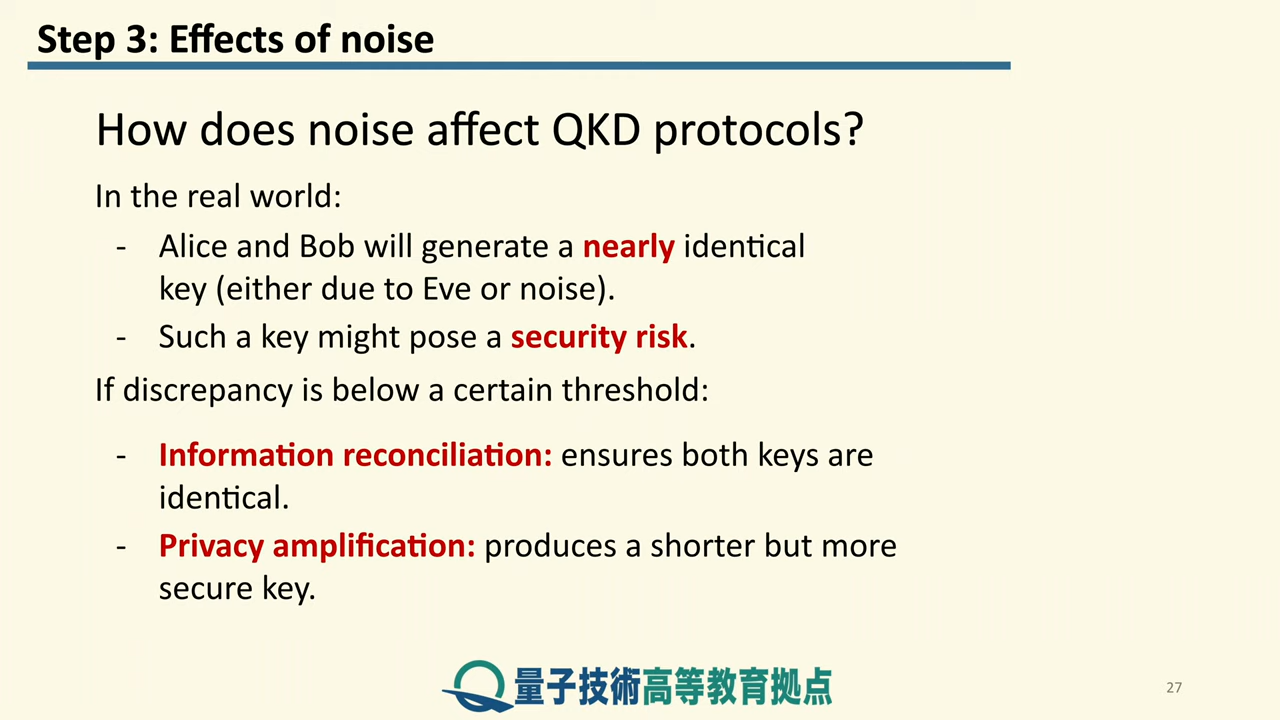 Step 3: Effects of noise
How does noise affect QKD protocols?
In the real world:
- Alice and Bob will generate a nearly identical
key (either due to Eve or noise).
- Such a key might pose a security risk.
If discrepancy is below a certain threshold:
- Information reconciliation: ensures both keys are
identical.
- Privacy amplification: produces a shorter but more
secure key.
量子技術高等教育拠点
27